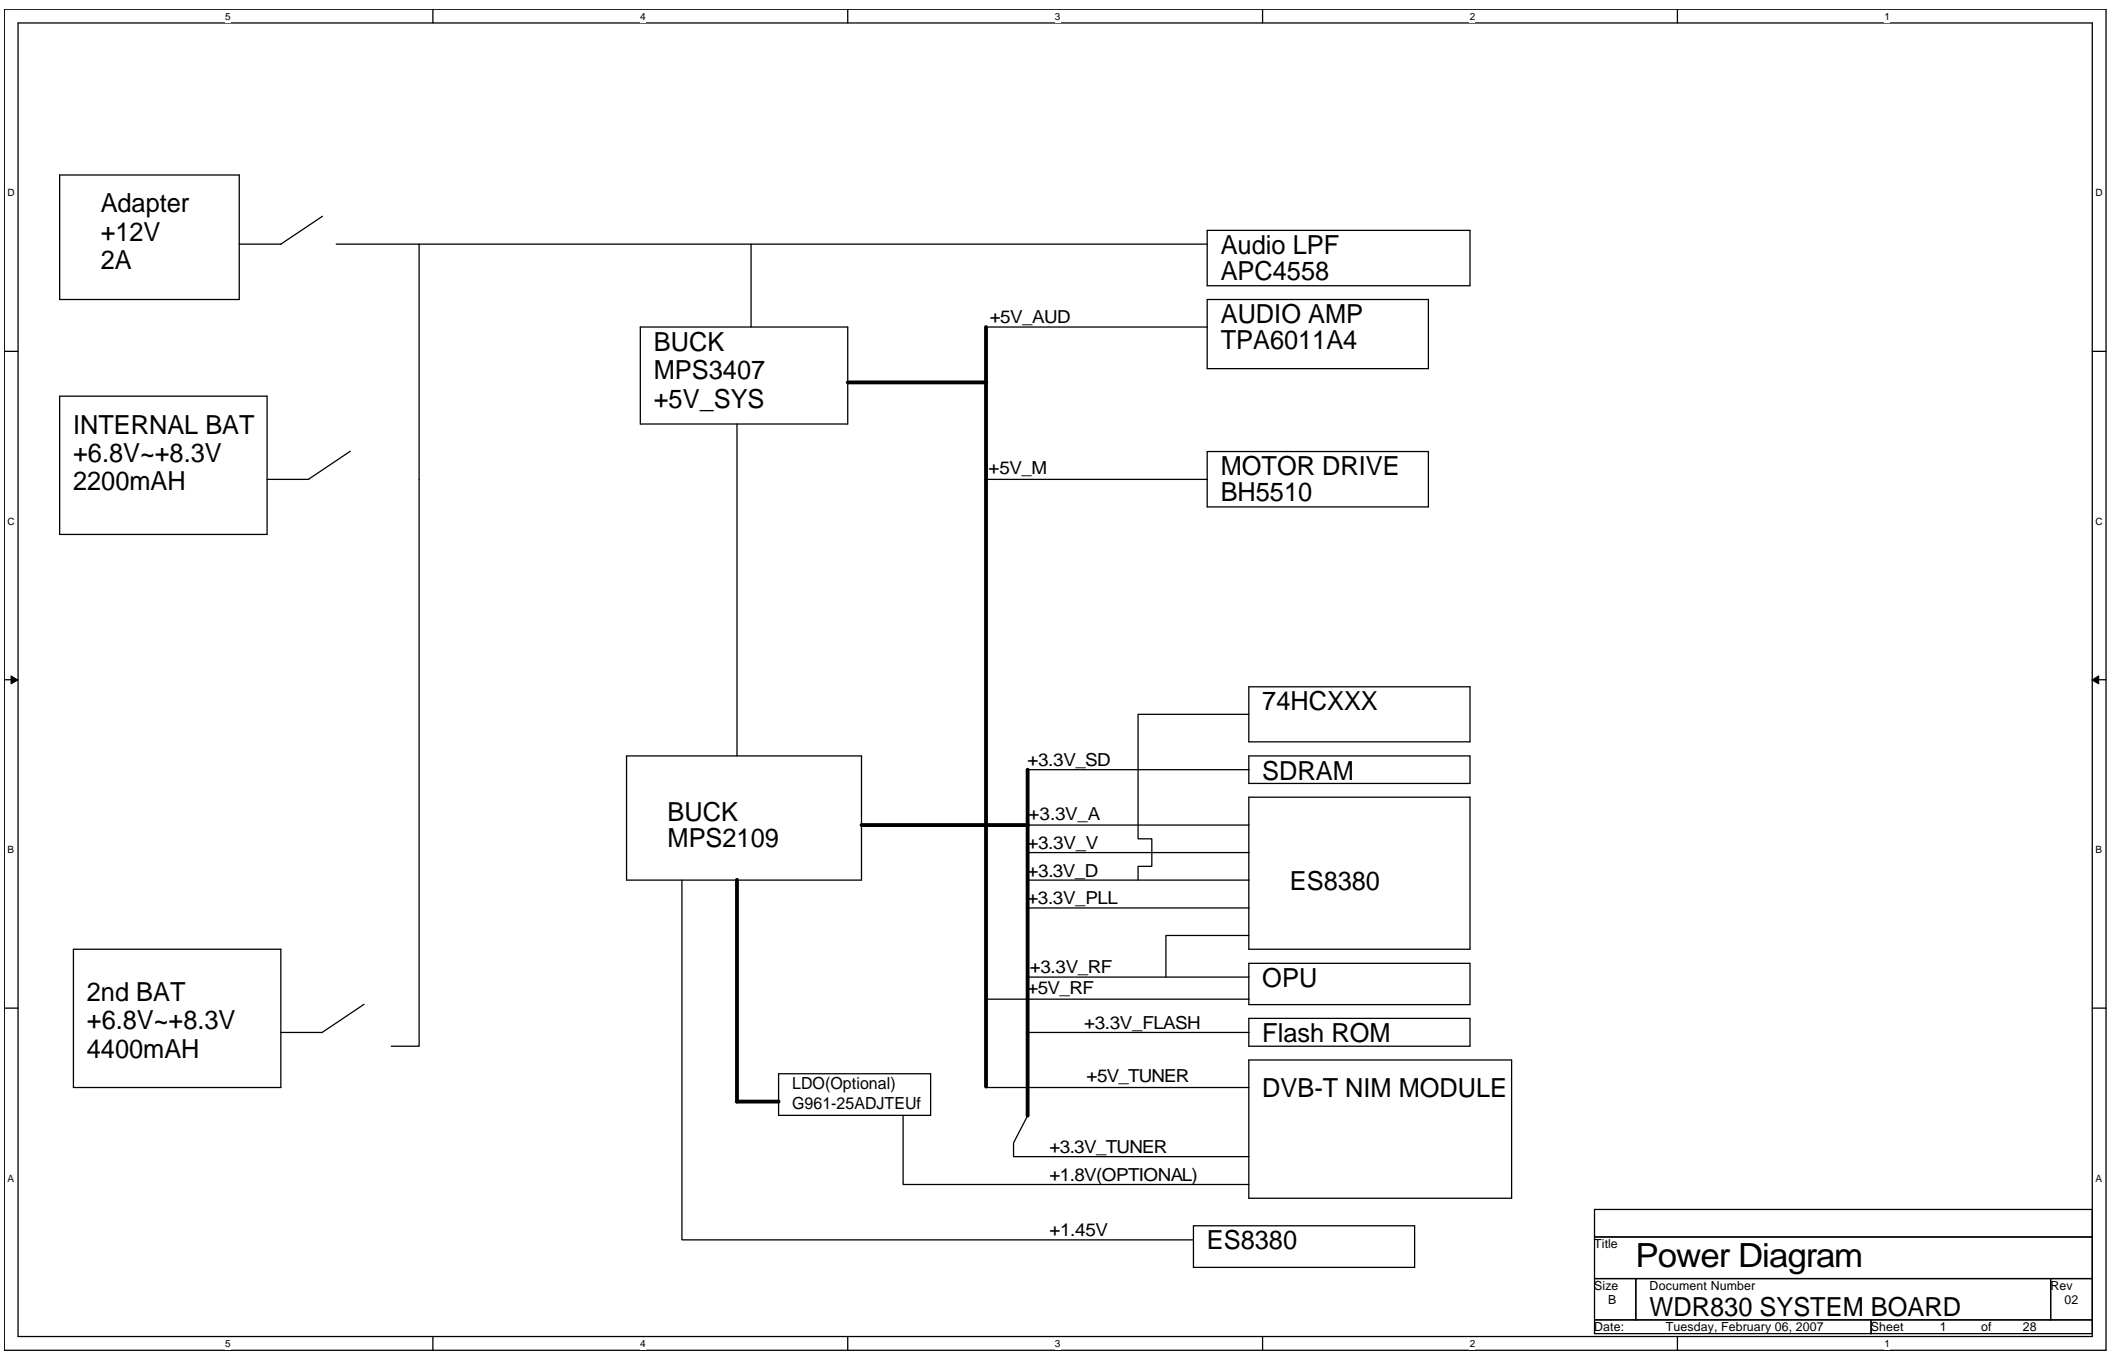 5 4 3 2 1
D D
C C
B B
A A
Adapter
+12V
2A
INTERNAL BAT
+6.8V~+8.3V
2200mAH
2nd BAT
+6.8V~+8.3V
4400mAH
BUCK
MPS3407
+5V_SYS
BUCK
MPS2109
LDO(Optional)
G961-25ADJTEUf
Audio LPF
APC4558
+5V_AUD
AUDIO AMP
TPA6011A4
+5V_M
MOTOR DRIVE
BH5510
74HCXXX
+3.3V_SD
SDRAM
+3.3V_A
+3.3V_V
+3.3V_D
+3.3V_PLL
ES8380
+3.3V_RF
+5V_RF
OPU
+3.3V_FLASH
Flash ROM
+5V_TUNER
DVB-T NIM MODULE
+3.3V_TUNER
+1.8V(OPTIONAL)
+1.45V
ES8380
Title
Power Diagram
Size Document Number Rev
B WDR830 SYSTEM BOARD 02
Date: Tuesday, February 06, 2007 Sheet 1 of 28
5 4 3 2 1